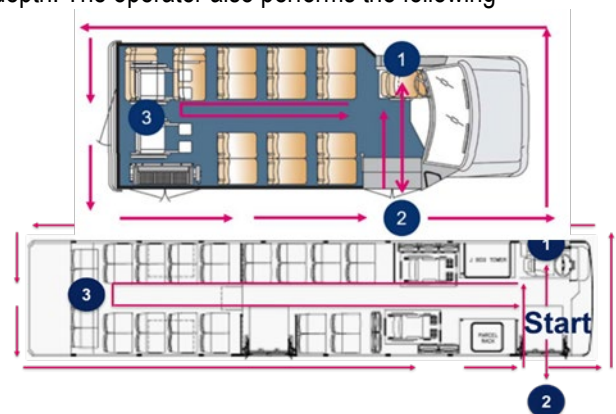 depth. The operator also performs the following
1
3
2
1
J BOX TOWER
3
Start
PARCEL
RACK
2